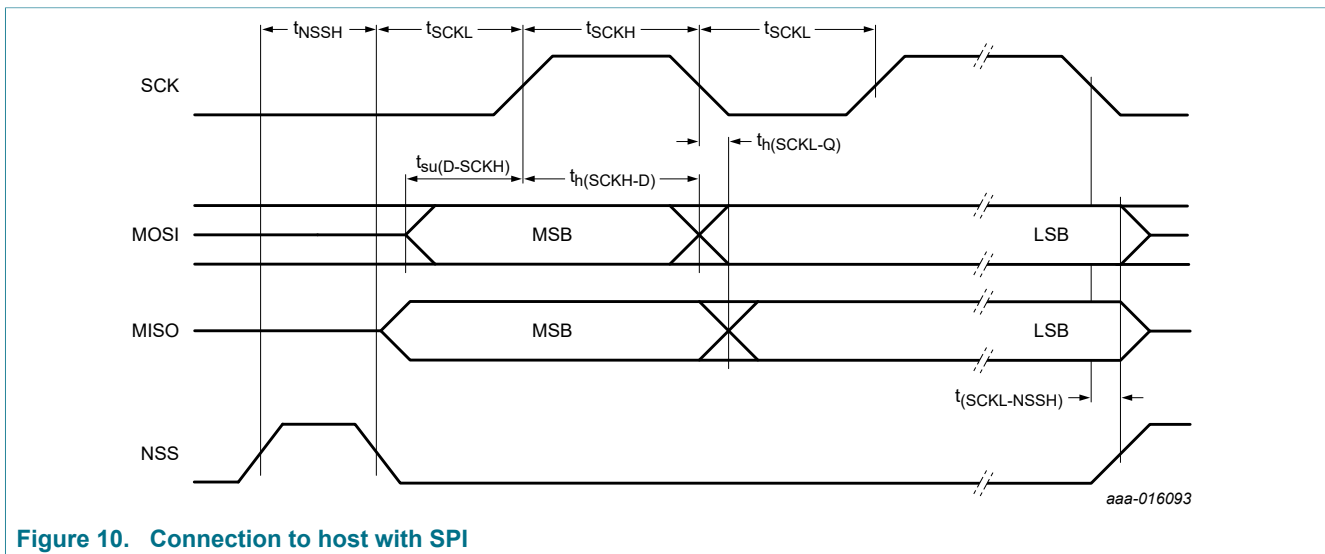 tNSSH tSCKL tSCKH tSCKL
SCK
th(SCKL-Q)
tsu(D-SCKH) th(SCKH-D)
MOSI MSB LSB
MISO MSB LSB
t(SCKL-NSSH)
NSS
aaa-016093
Figure 10. Connection to host with SPI